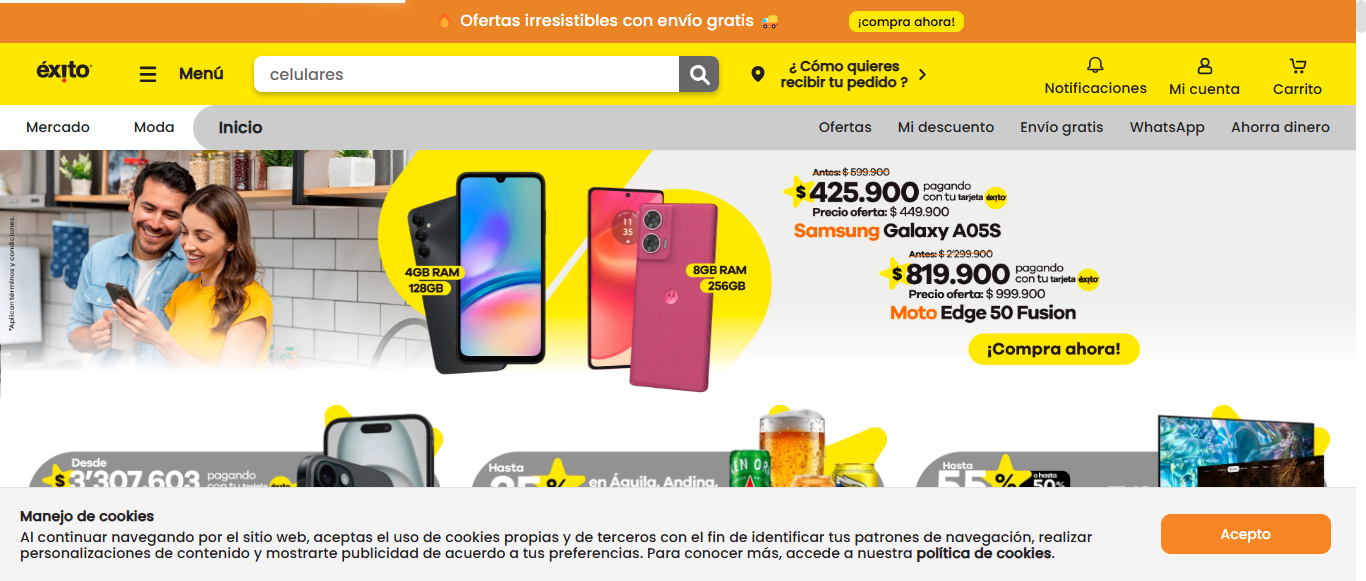 Ofertas irresistibles con envío gratis
¡compra ahora!
éxito
Menú
celulares
¿ Cómo quieres
recibir tu pedido ?
Notificaciones
Mi cuenta
Carrito
Mercado
Moda
Inicio
Ofertas
Mi descuento
Envío gratis
WhatsApp
Ahorra dinero
*Aplican términos y condiciones.
4GB RAM
128GB
11
35
8GB RAM
256GB
Antes: $ 599.900
$ 425.900 pagando con tu tarjeta éxito
Precio oferta: $ 449.900
Samsung Galaxy A05S
Antes: $ 2'299.900
$ 819.900 pagando con tu tarjeta éxito
Precio oferta: $ 999.900
Moto Edge 50 Fusion
¡Compra ahora!
Desde
$ 3'307.603 pagando con tu tarjeta éxito
Hasta
% en Águila, Andina,
Hasta
55% o hasta 50%
Manejo de cookies
Al continuar navegando por el sitio web, aceptas el uso de cookies propias y de terceros con el fin de identificar tus patrones de navegación, realizar
personalizaciones de contenido y mostrarte publicidad de acuerdo a tus preferencias. Para conocer más, accede a nuestra política de cookies.
Acepto